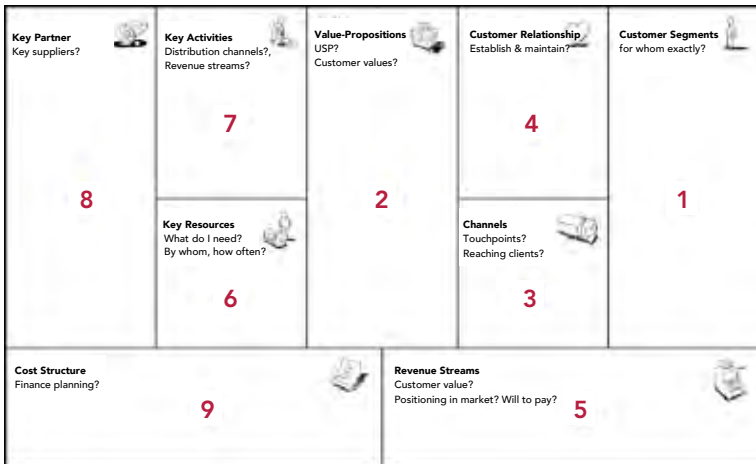 Key Partner
Key suppliers?
8
Key Activities
Distribution channels?,
Revenue streams?
7
Key Resources
What do I need?
By whom, how often?
6
Value-Propositions
USP?
Customer values?
2
Customer Relationship
Establish & maintain?
4
Channels
Touchpoints?
Reaching clients?
3
Customer Segments
for whom exactly?
1
Cost Structure
Finance planning?
9
Revenue Streams
Customer value?
Positioning in market? Will to pay?
5